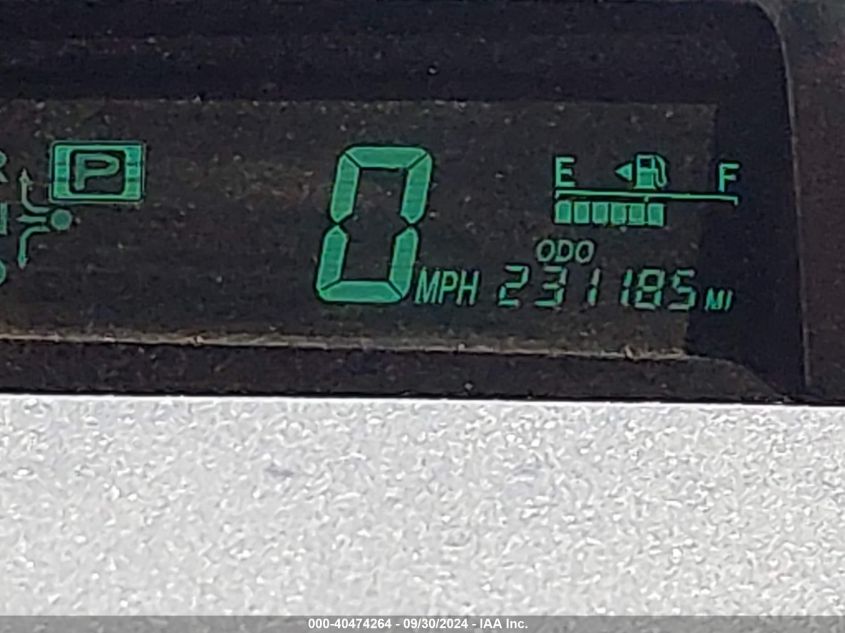 P
E F
ODO
0 MPH 231185 MI
000-40474264 - 09/30/2024 - IAA Inc.